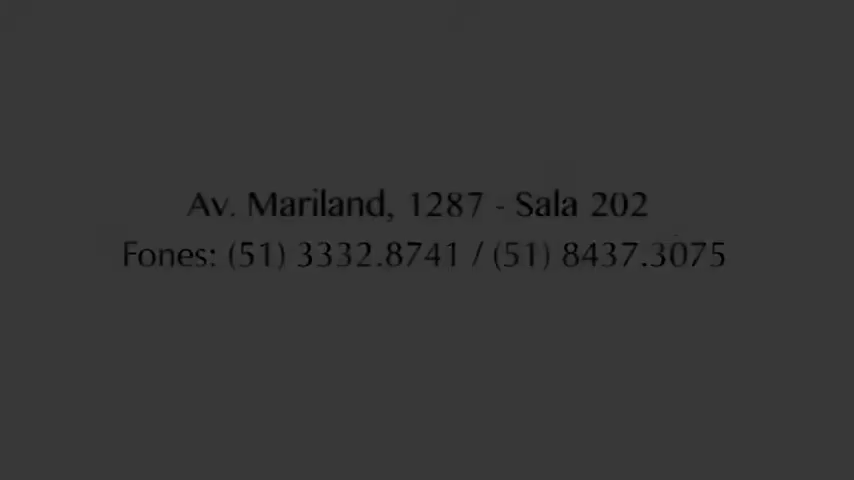 Av. Mariland, 1287 - Sala 202
Fones: (51) 3332.8741 / (51) 8437.3075